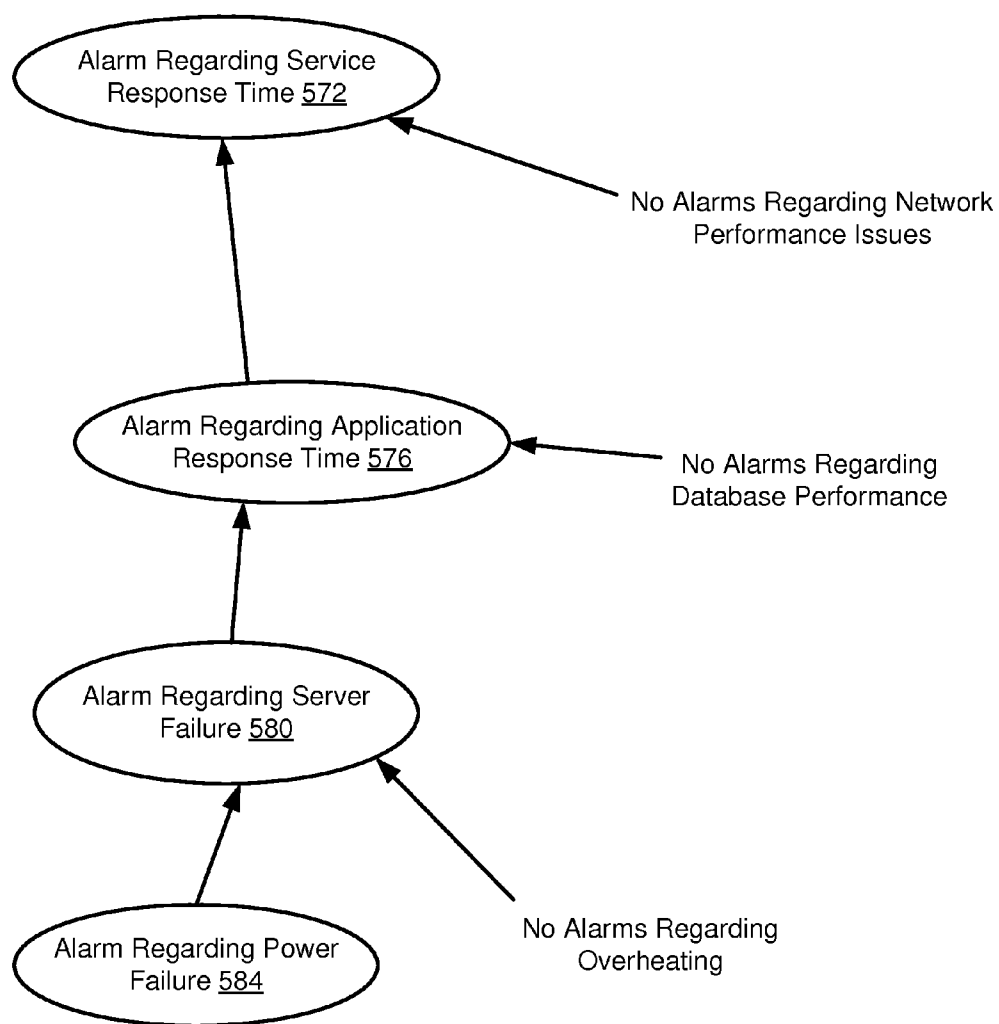 Alarm Regarding Service
Response Time 572
No Alarms Regarding Network
Performance Issues
Alarm Regarding Application
Response Time 576
No Alarms Regarding
Database Performance
Alarm Regarding Server
Failure 580
No Alarms Regarding
Overheating
Alarm Regarding Power
Failure 584